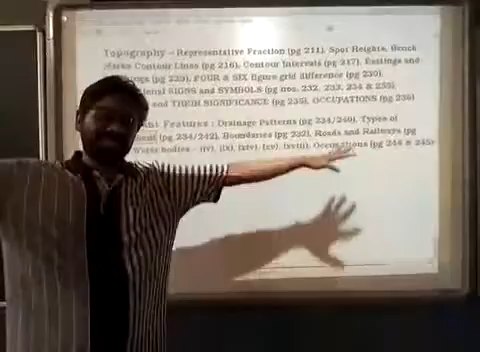 Topography – Representative Fraction (pg 211), Spot Heights, Bench
Marks Contour Lines (pg 216), Contour Intervals (pg 217), Eastings and
(pg 229), FOUR & SIX figure grid difference (pg 230)
SIGNS and SYMBOLS (pg nos. 232, 233, 234 & 235),
and THEIR SIGNIFICANCE (pg 235), OCCUPATIONS (pg 236)
Features : Drainage Patterns (pg 234/240), Types of
(pg 234/242), Boundaries (pg 232), Roads and Railways (pg
Water bodies – (iv), (ix), (xiv), (xv), (xviii), Occupations (pg 244 & 245)